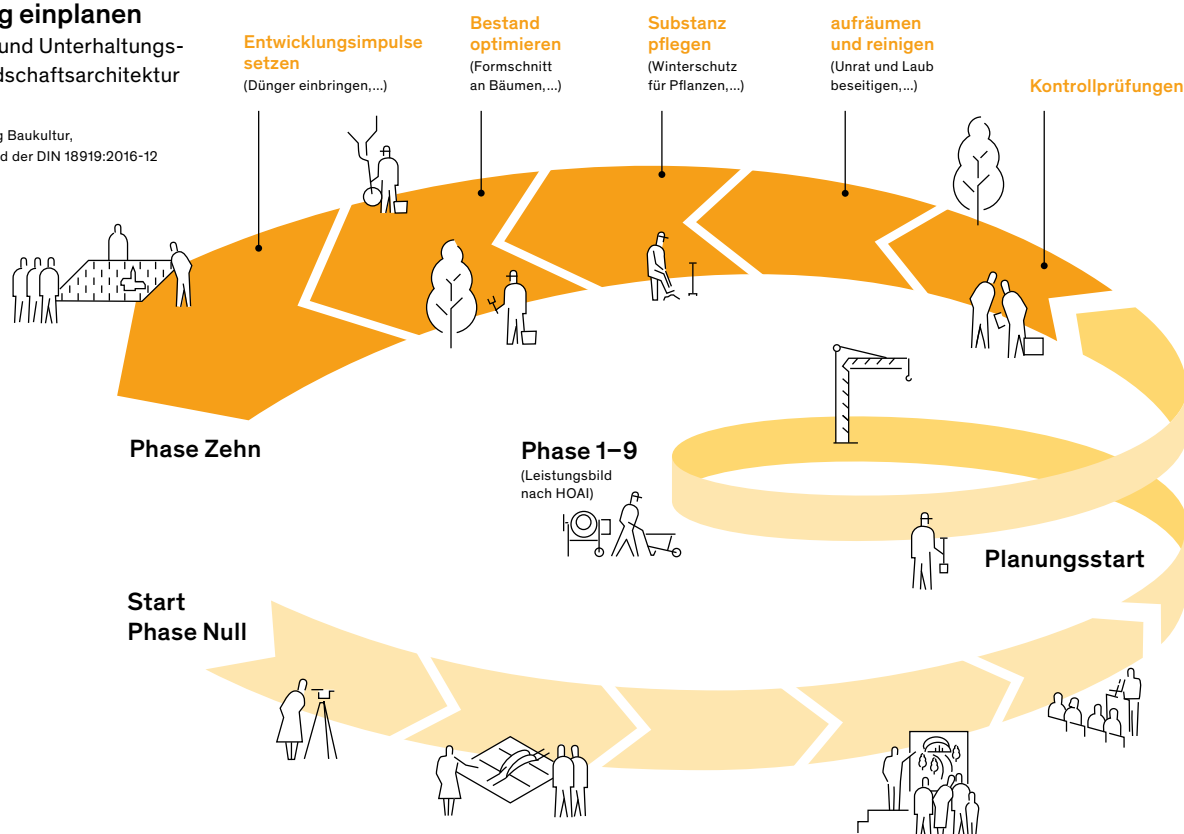 g einplanen
und Unterhaltungs-
dschaftsarchitektur
g Baukultur,
d der DIN 18919:2016-12
Entwicklungsimpulse
setzen
(Dünger einbringen,...)
Bestand
optimieren
(Formschnitt
an Bäumen,...)
Substanz
pflegen
(Winterschutz
für Pflanzen,...)
aufräumen
und reinigen
(Unrat und Laub
beseitigen,...)
Kontrollprüfungen
Phase Zehn
Phase 1–9
(Leistungsbild
nach HOAI)
Planungsstart
Start
Phase Null